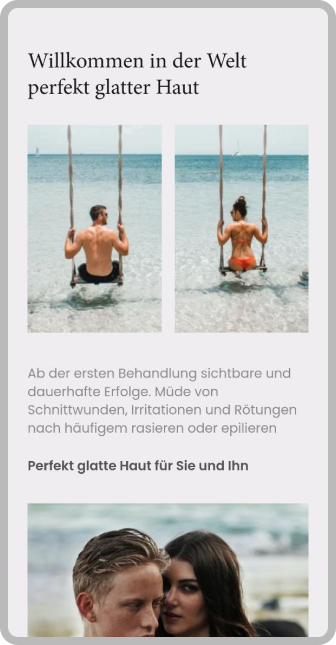 Willkommen in der Welt
perfekt glatter Haut
Ab der ersten Behandlung sichtbare und
dauerhafte Erfolge. Müde von
Schnittwunden, Irritationen und Rötungen
nach häufigem rasieren oder epilieren
Perfekt glatte Haut für Sie und Ihn